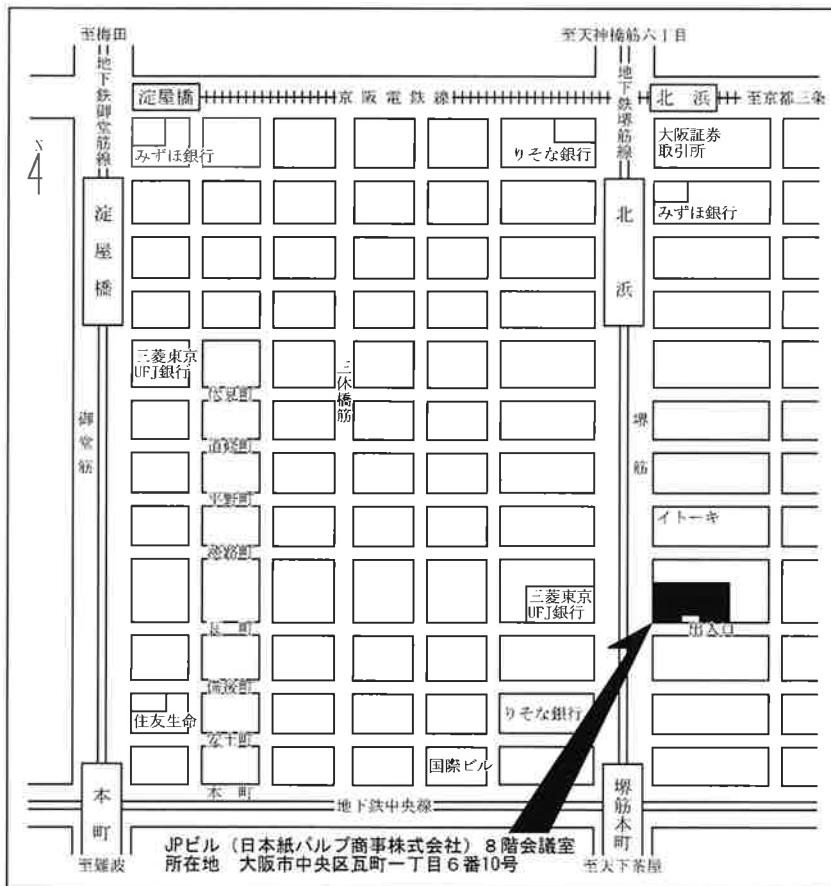 至梅田
至天神橋筋六丁目
地下鉄御堂筋線
地下鉄堺筋線
淀屋橋
京阪電鉄線
北浜
至京都三条
N
みずほ銀行
りそな銀行
大阪証券
取引所
淀屋橋
北浜
みずほ銀行
三菱東京
UFJ銀行
三休橋筋
伏見町
御堂筋
堺筋
道修町
平野町
イトーキ
淡路町
三菱東京
UFJ銀行
出入口
瓦町
備後町
住友生命
りそな銀行
安土町
国際ビル
本町
本町
地下鉄中央線
堺筋本町
JPビル（日本紙パルプ商事株式会社）8階会議室
所在地　大阪市中央区瓦町一丁目6番10号
至難波
至天下茶屋